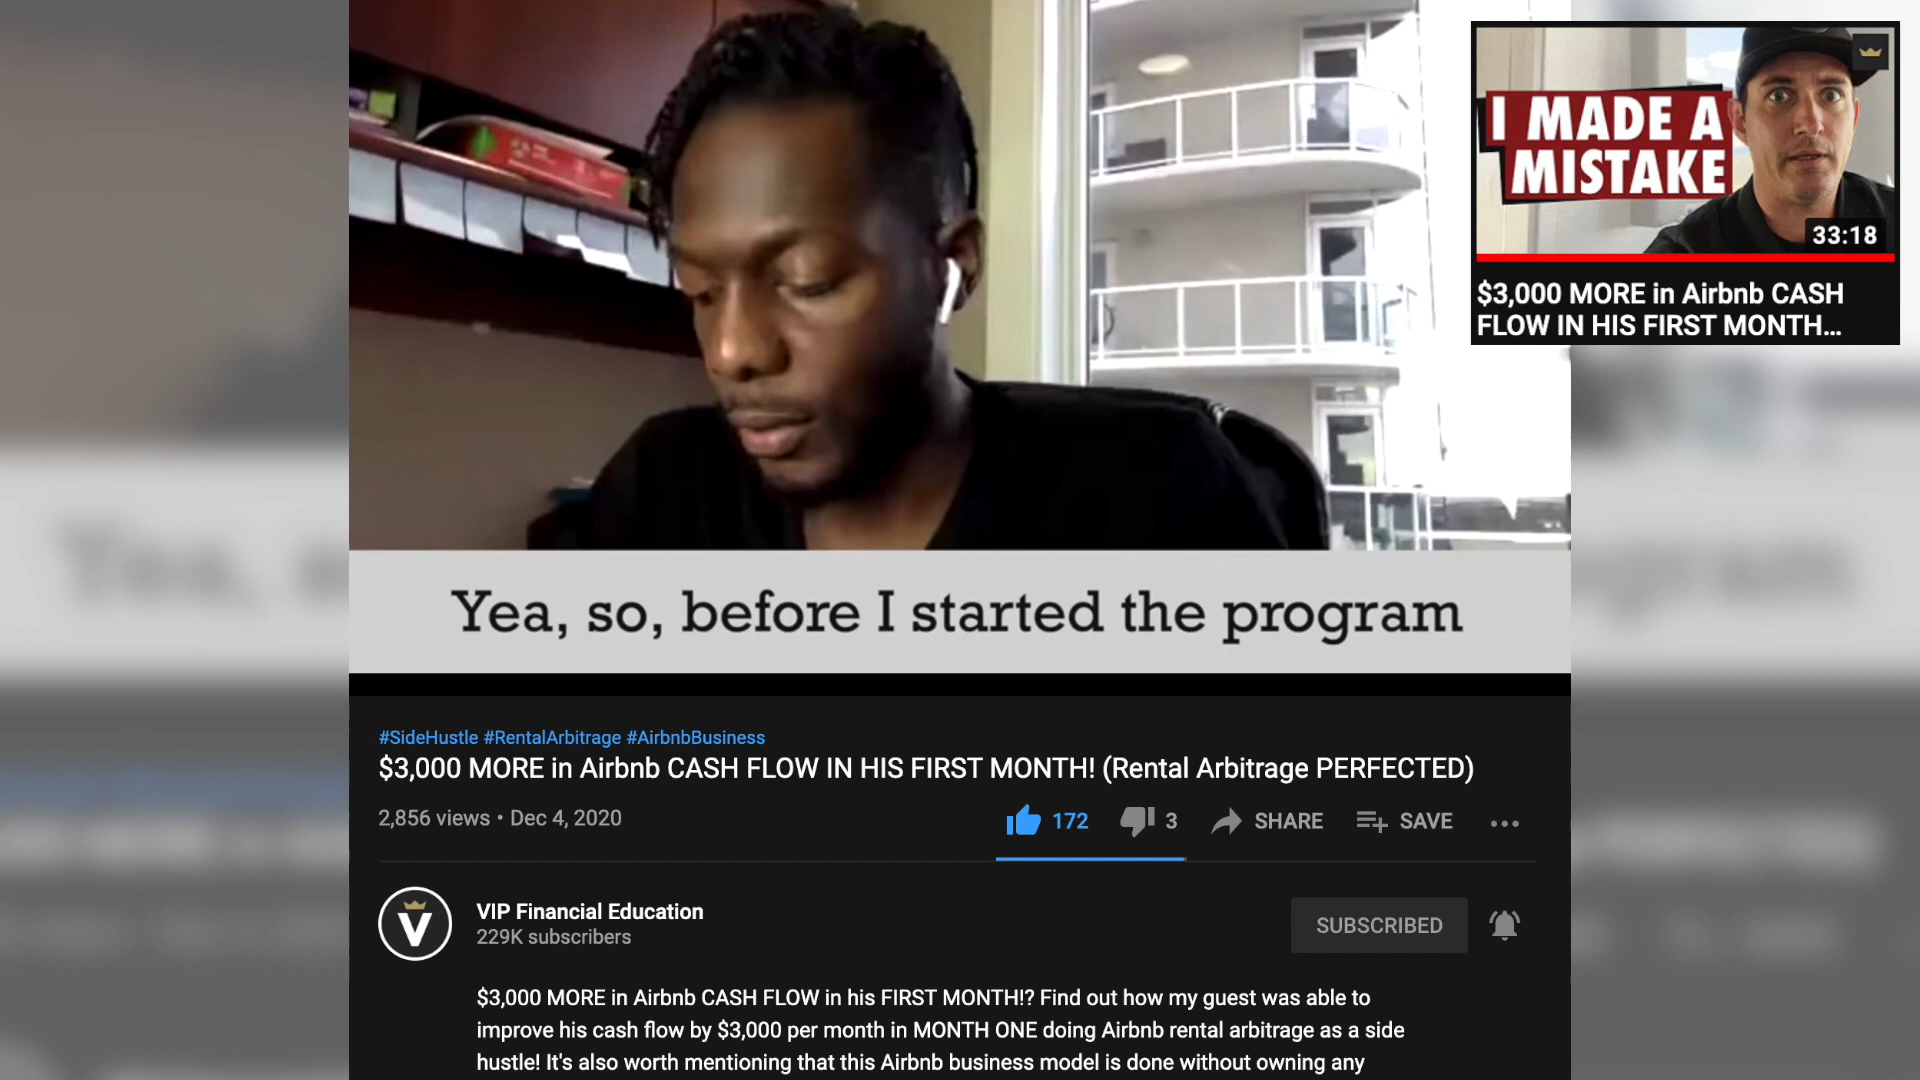 I MADE A
MISTAKE
33:18
$3,000 MORE in Airbnb CASH
FLOW IN HIS FIRST MONTH...
Yea, so, before I started the program
#SideHustle #RentalArbitrage #AirbnbBusiness
$3,000 MORE in Airbnb CASH FLOW IN HIS FIRST MONTH! (Rental Arbitrage PERFECTED)
2,856 views • Dec 4, 2020
172 3 SHARE SAVE
V
VIP Financial Education
229K subscribers
SUBSCRIBED
$3,000 MORE in Airbnb CASH FLOW in his FIRST MONTH!? Find out how my guest was able to
improve his cash flow by $3,000 per month in MONTH ONE doing Airbnb rental arbitrage as a side
hustle! It's also worth mentioning that this Airbnb business model is done without owning any